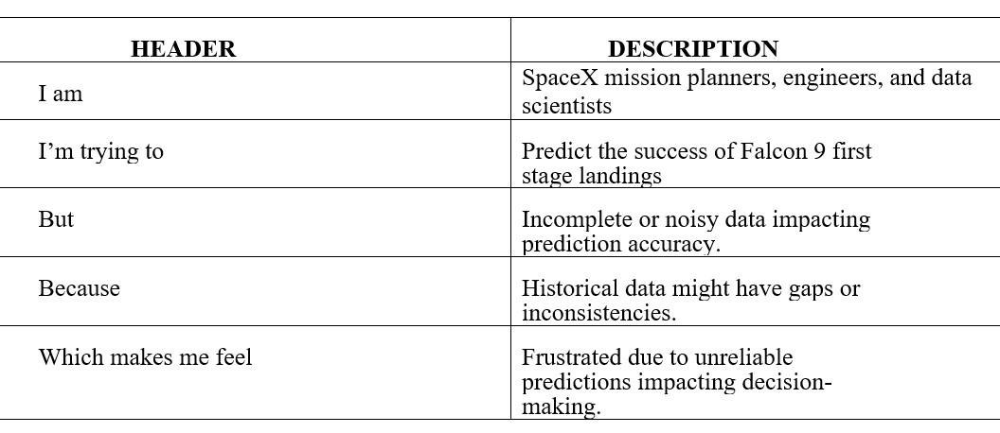 HEADER
DESCRIPTION
I am
SpaceX mission planners, engineers, and data
scientists
I’m trying to
Predict the success of Falcon 9 first
stage landings
But
Incomplete or noisy data impacting
prediction accuracy.
Because
Historical data might have gaps or
inconsistencies.
Which makes me feel
Frustrated due to unreliable
predictions impacting decision-
making.